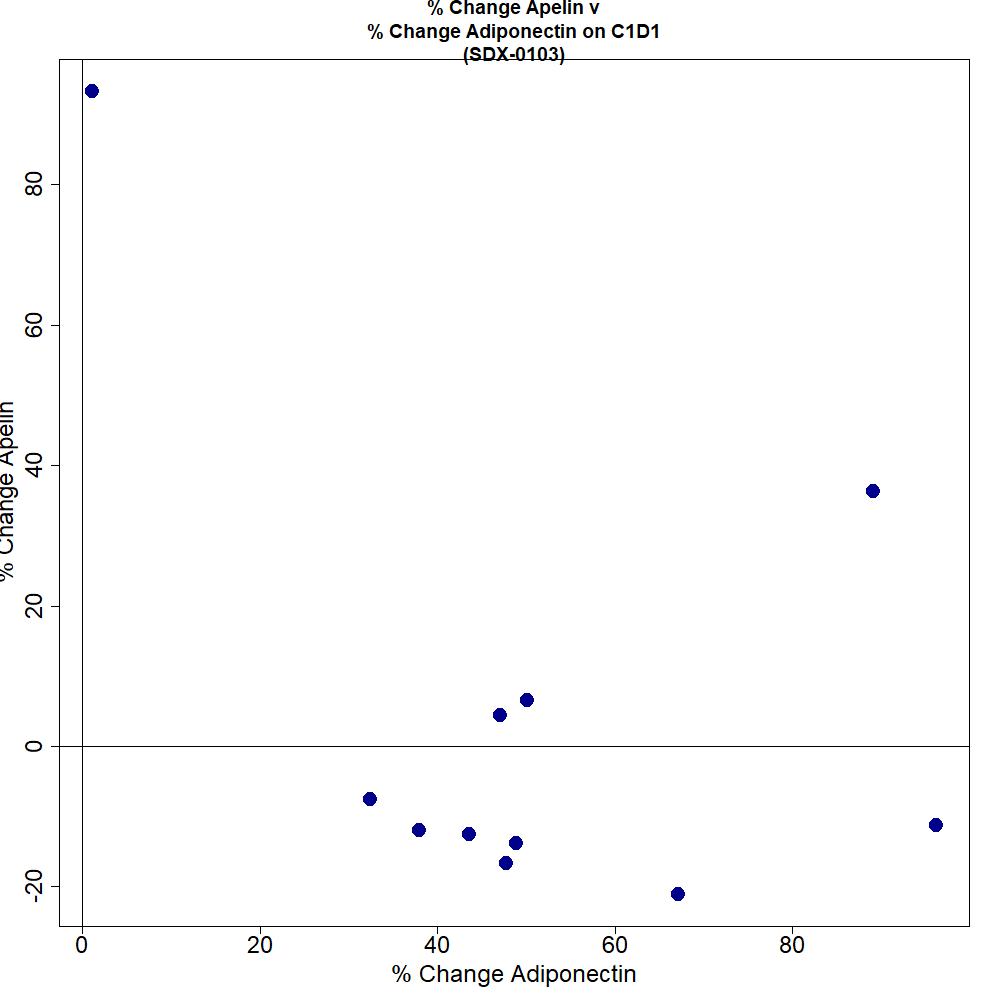 % Change Apelin v
% Change Adiponectin on C1D1
(SDX-0103)
80
60
40
20
0
-20
% Change Apelin
0 20 40 60 80
% Change Adiponectin